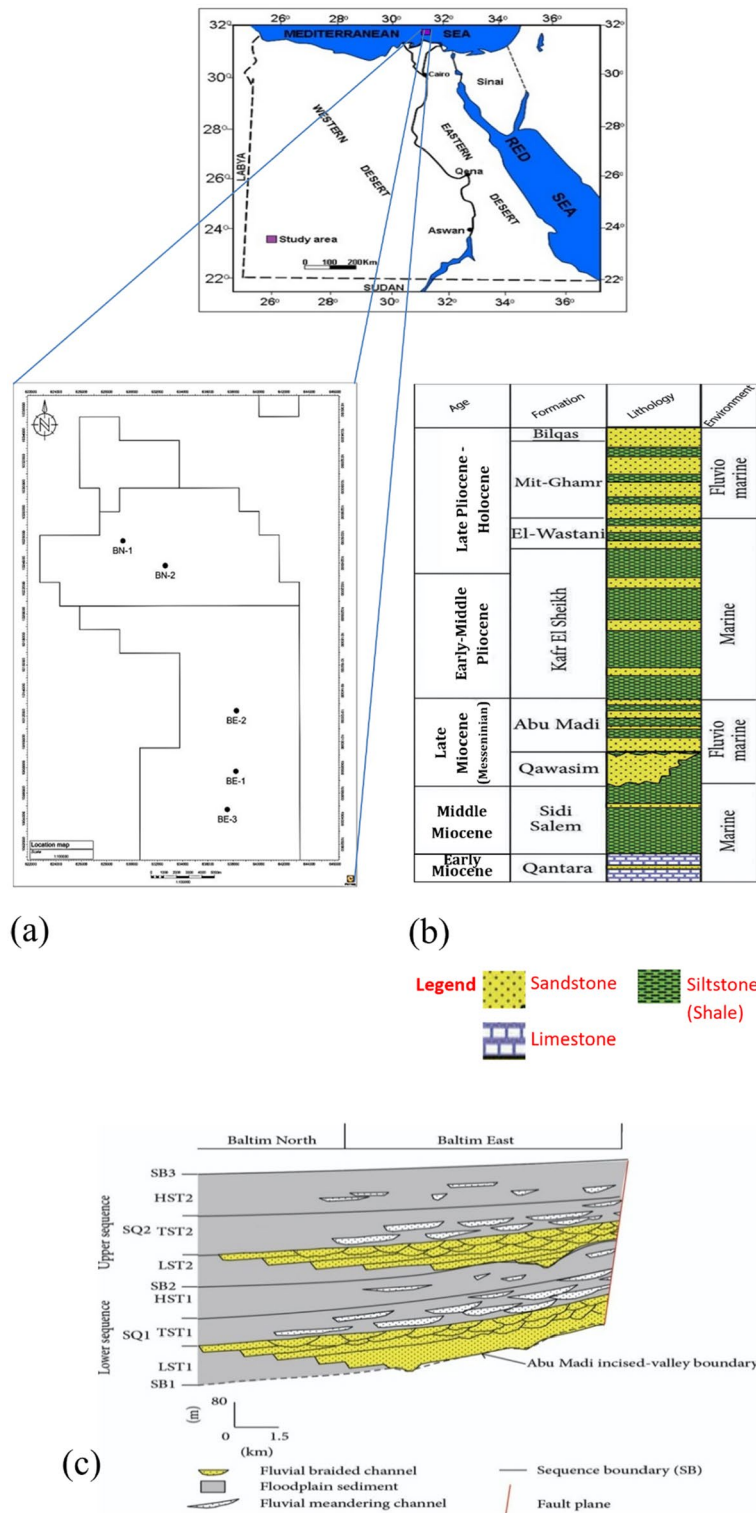 32° 26° 28° 30° 32° 34° 36° 32°
MEDITERRANEAN SEA
30° Cairo Sinai 30°
28° WESTERN EASTERN 28°
LABYA DESERT Qena DESERT RED SEA
26° 26°
24° Aswan 24°
Study area
0 100 200Km
22° SUDAN 22°
26° 28° 30° 32° 34° 36°
N
BN-1
BN-2
BE-2
BE-1
BE-3
Location map
(a)
Age Formation Lithology Environment
Late Pliocene - Holocene
Bilqas
Mit-Ghamr
El-Wastani
Fluvio marine
Early-Middle Pliocene
Kafr El Sheikh
Marine
Late Miocene (Messeninian)
Abu Madi
Qawasim
Fluvio marine
Middle Miocene
Sidi Salem
Early Miocene
Qantara
Marine
(b)
Legend Sandstone Siltstone
(Shale)
Limestone
Baltim North Baltim East
Upper sequence
SB3
HST2
SQ2 TST2
LST2
SB2
Lower sequence
HST1
SQ1 TST1
LST1
SB1
Abu Madi incised-valley boundary
80
(m)
0 1.5
(km)
(c)
Fluvial braided channel
Floodplain sediment
Fluvial meandering channel
Sequence boundary (SB)
Fault plane